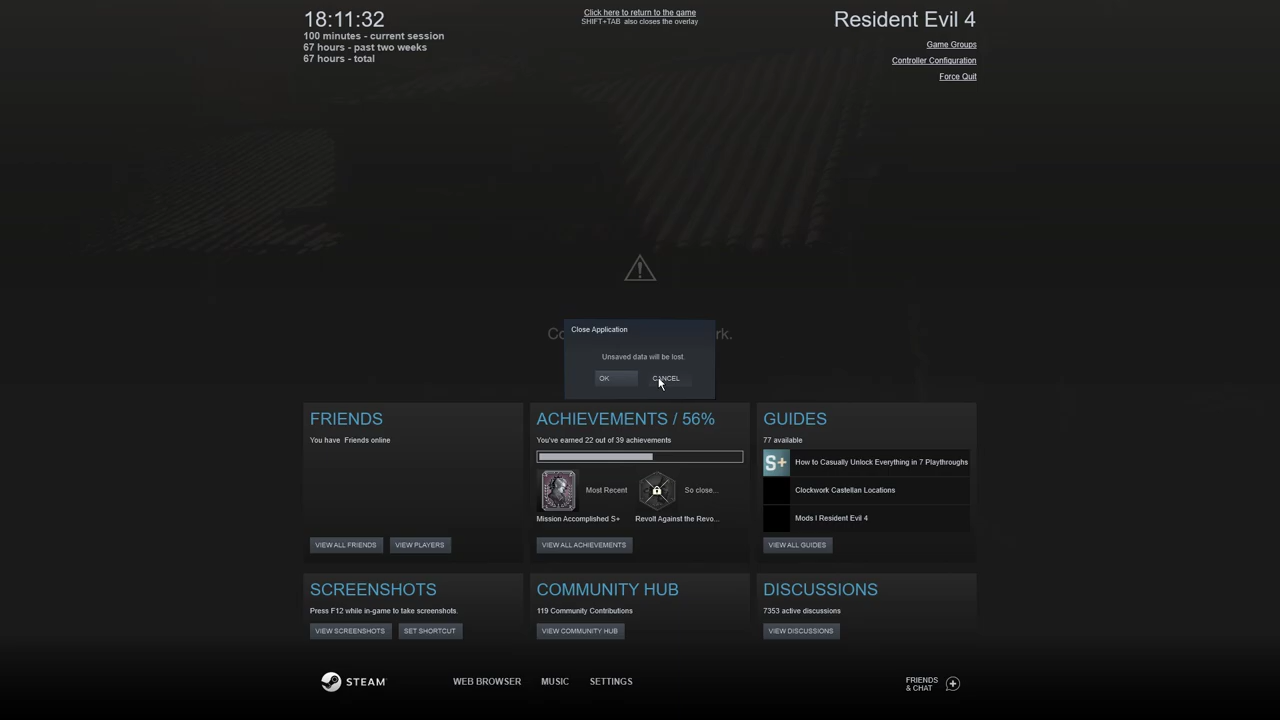 18:11:32
100 minutes - current session
67 hours - past two weeks
67 hours - total
Click here to return to the game
SHIFT+TAB also closes the overlay
Resident Evil 4
Game Groups
Controller Configuration
Force Quit
Close Application
Unsaved data will be lost.
OK
CANCEL
FRIENDS
You have Friends online
VIEW ALL FRIENDS
VIEW PLAYERS
ACHIEVEMENTS / 56%
You've earned 22 out of 39 achievements
Most Recent
So close...
Mission Accomplished S+
Revolt Against the Revo...
VIEW ALL ACHIEVEMENTS
GUIDES
77 available
S+
How to Casually Unlock Everything in 7 Playthroughs
Clockwork Castellan Locations
Mods I Resident Evil 4
VIEW ALL GUIDES
SCREENSHOTS
Press F12 while in-game to take screenshots.
VIEW SCREENSHOTS
SET SHORTCUT
COMMUNITY HUB
119 Community Contributions
VIEW COMMUNITY HUB
DISCUSSIONS
7353 active discussions
VIEW DISCUSSIONS
STEAM
WEB BROWSER
MUSIC
SETTINGS
FRIENDS
& CHAT